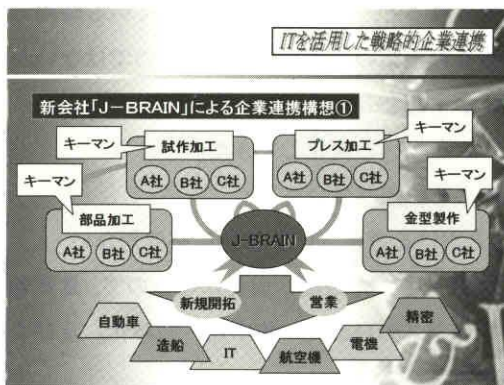 ITを活用した戦略的企業連携
新会社「J－BRAIN」による企業連携構想①
キーマン
試作加工
A社 B社 C社
キーマン
プレス加工
A社 B社 C社
キーマン
部品加工
A社 B社 C社
キーマン
金型製作
A社 B社 C社
J-BRAIN
新規開拓
営業
自動車
造船
IT
航空機
電機
精密